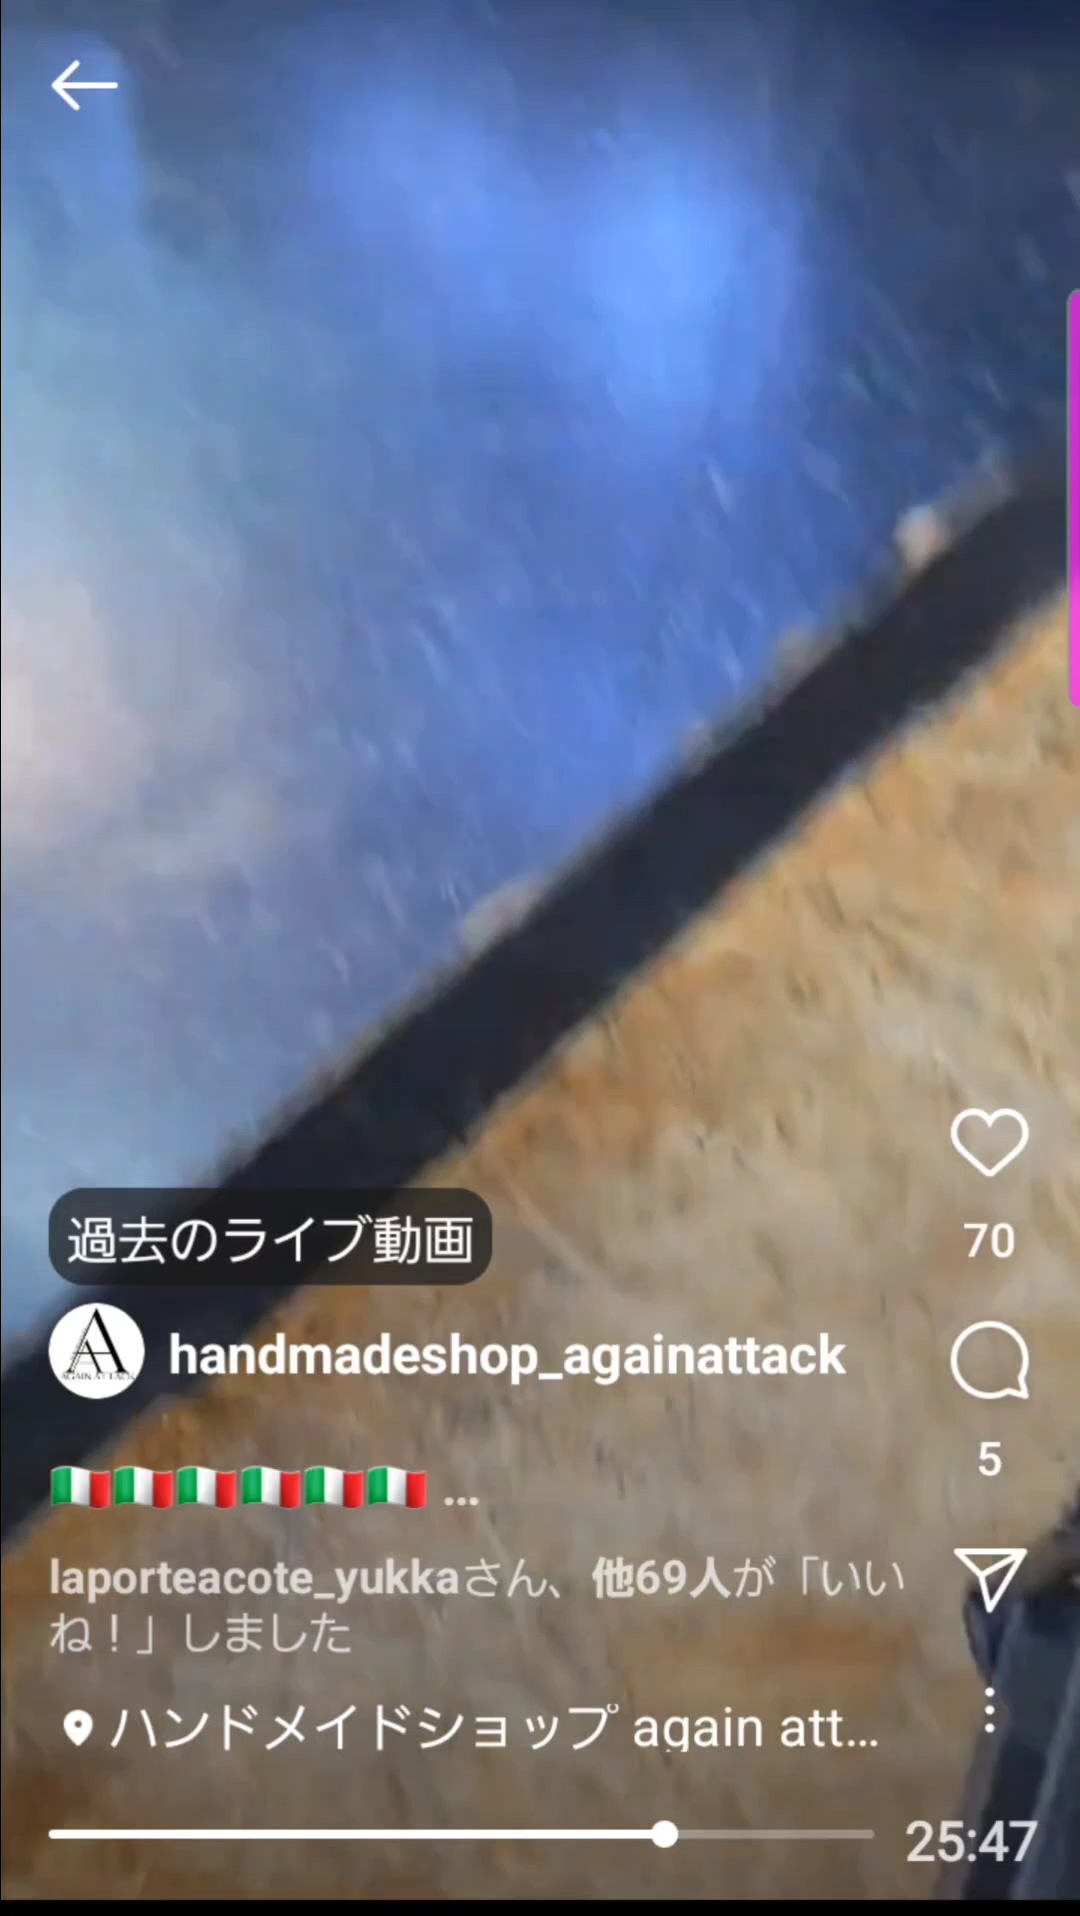 過去のライブ動画
AGAIN ATTACK
handmadeshop_againattack
🇮🇹🇮🇹🇮🇹🇮🇹🇮🇹🇮🇹 ...
laporteacote_yukkaさん、他69人が「いい
ね！」しました
ハンドメイドショップ again att...
70
5
25:47